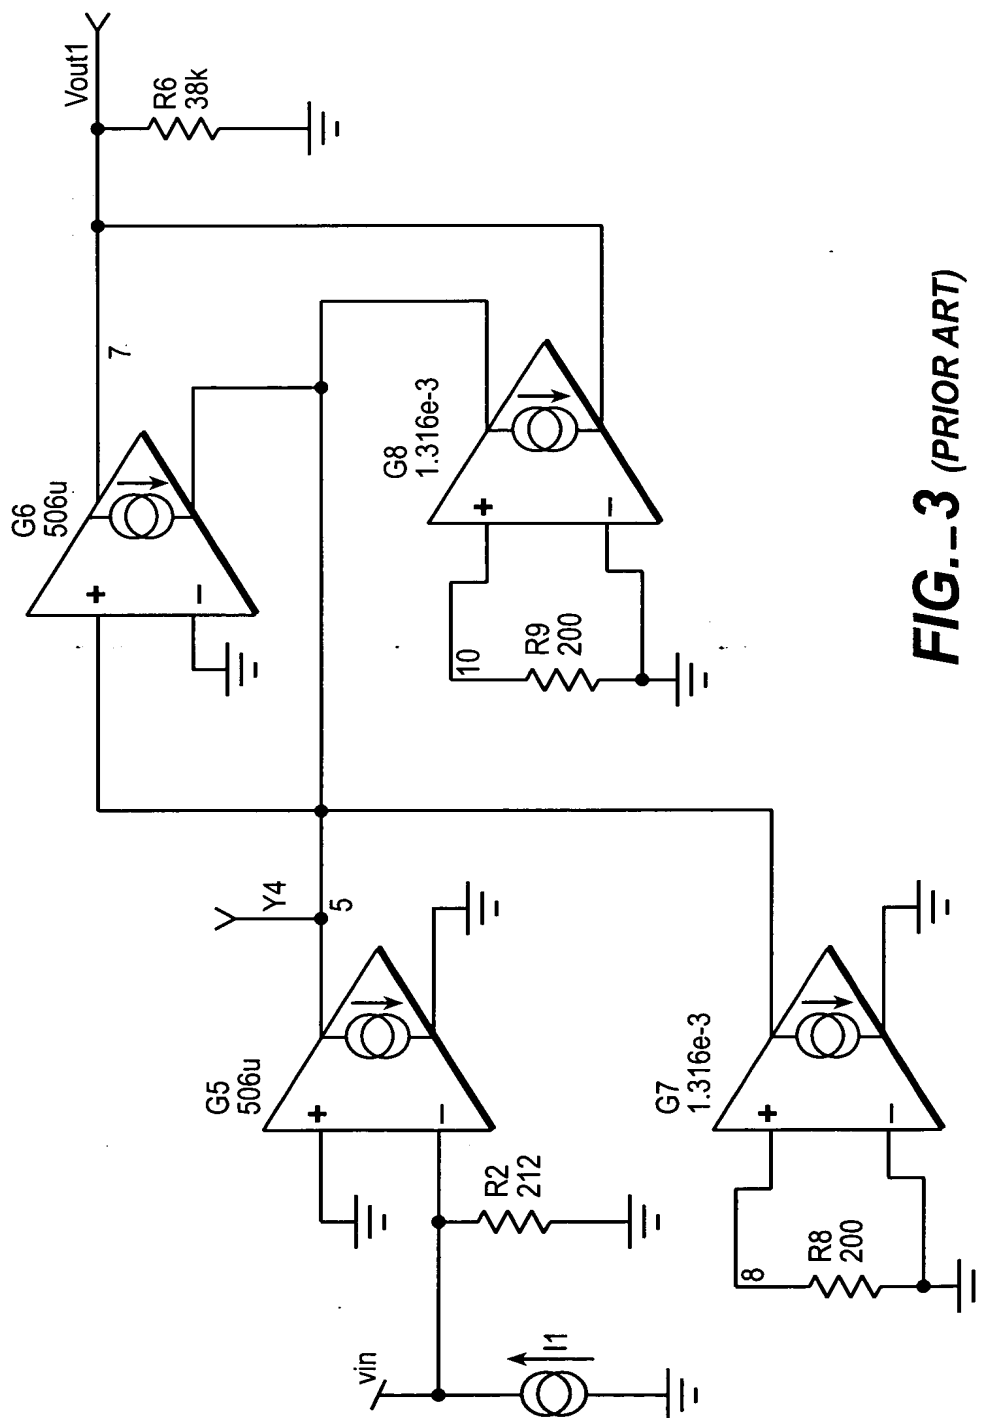 Vout1
R6
38k
7
G6
506u
+
−
G8
1.316e-3
+
−
10
R9
200
Y4
5
G5
506u
+
−
R2
212
vin
I1
G7
1.316e-3
+
−
8
R8
200
FIG._3 (PRIOR ART)